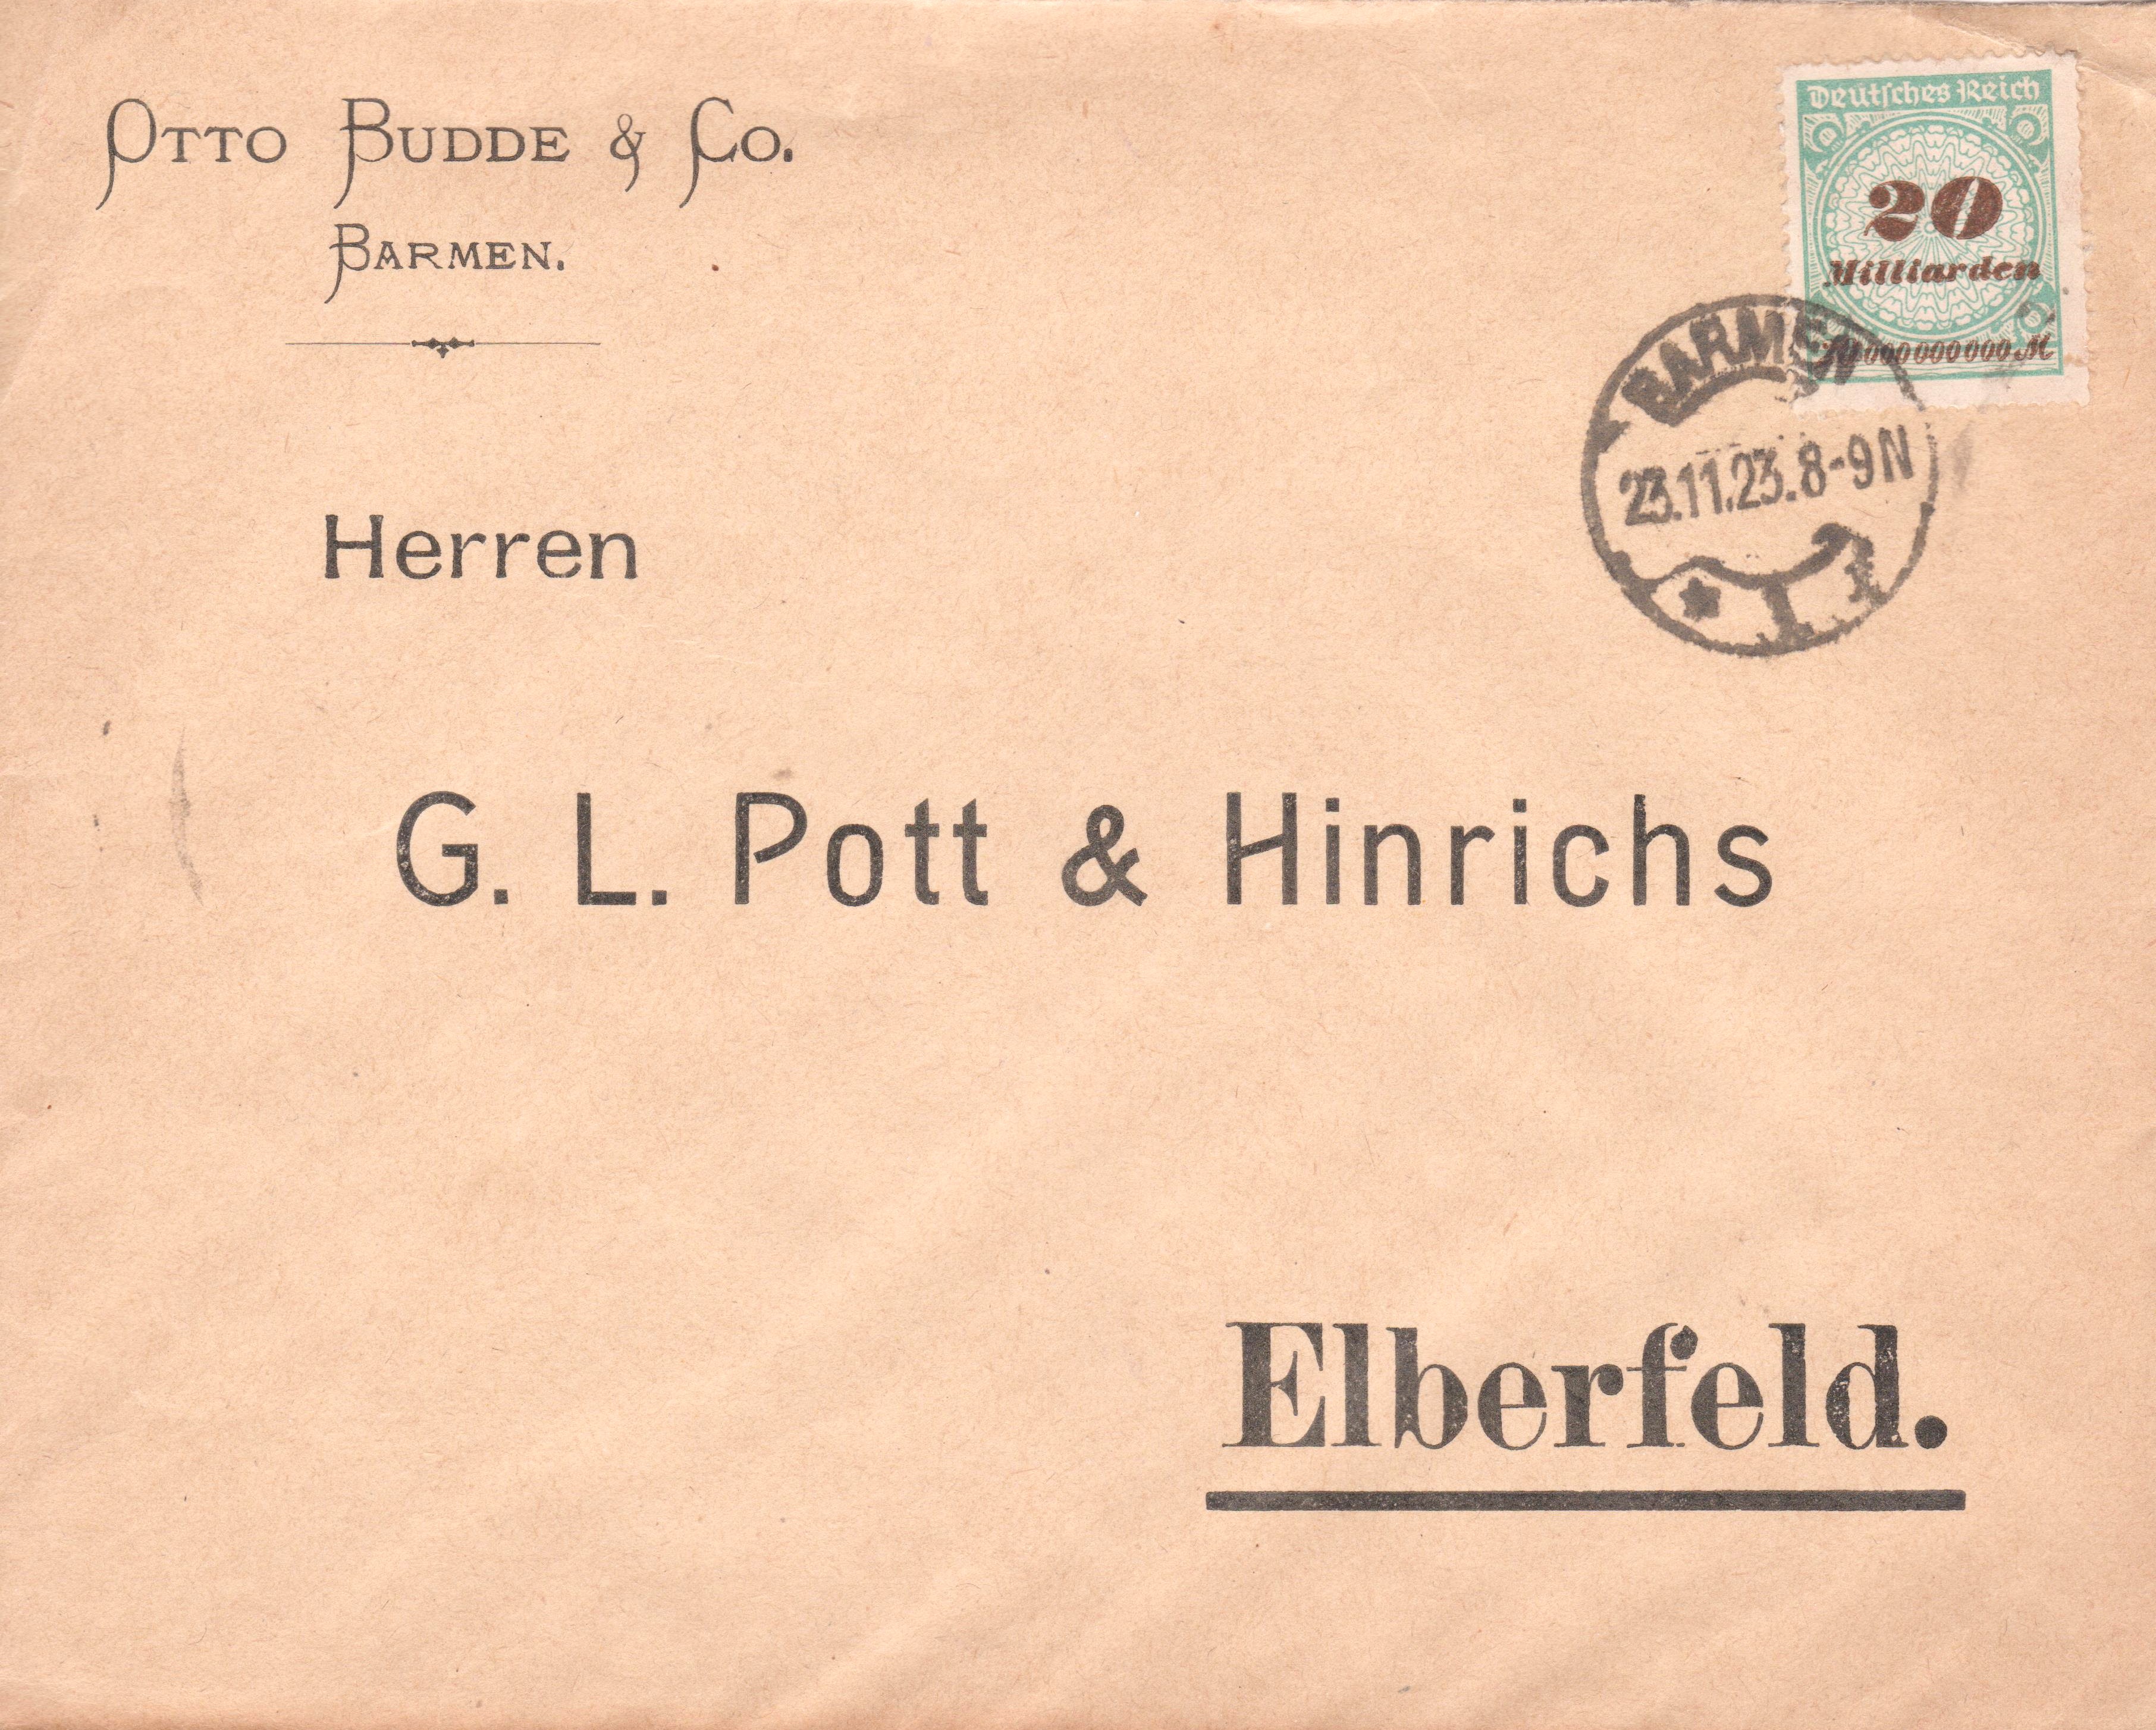 OTTO BUDDE & CO.
BARMEN.
Deutsches Reich
20
Milliarden
20000000000 M
BARMEN
23.11.23.8-9N
Herren
G. L. Pott & Hinrichs
Elberfeld.